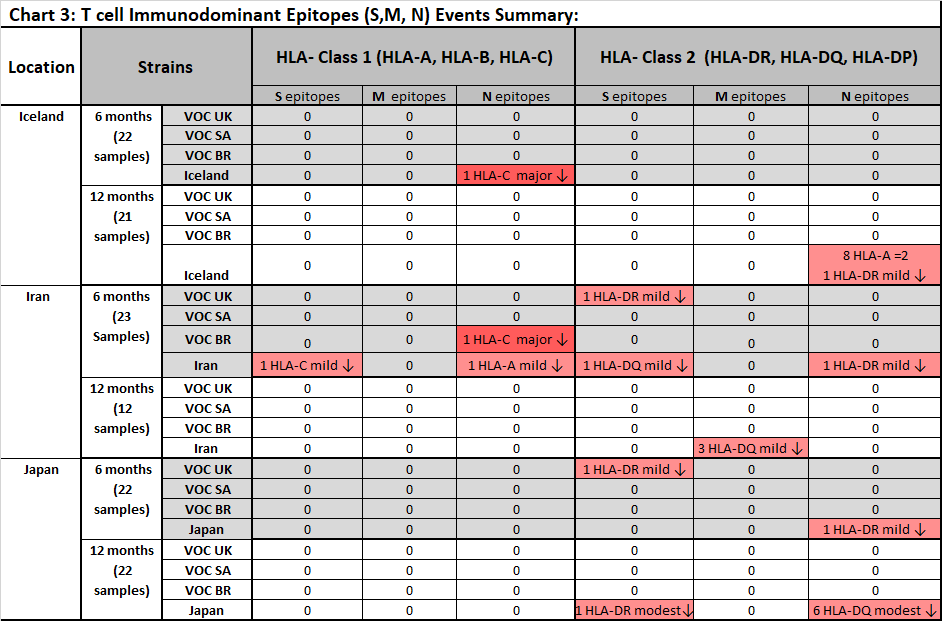 Chart 3: T cell Immunodominant Epitopes (S,M, N) Events Summary:
Location Strains HLA- Class 1 (HLA-A, HLA-B, HLA-C) HLA- Class 2 (HLA-DR, HLA-DQ, HLA-DP)
S epitopes M epitopes N epitopes S epitopes M epitopes N epitopes
Iceland 6 months VOC UK 0 0 0 0 0 0
(22 VOC SA 0 0 0 0 0 0
samples) VOC BR 0 0 0 0 0 0
Iceland 0 0 1 HLA-C major ↓ 0 0 0
12 months VOC UK 0 0 0 0 0 0
(21 VOC SA 0 0 0 0 0 0
samples) VOC BR 0 0 0 0 0 0
8 HLA-A =2
Iceland 0 0 0 0 0 1 HLA-DR mild ↓
Iran 6 months VOC UK 0 0 0 1 HLA-DR mild ↓ 0 0
(23 VOC SA 0 0 0 0 0 0
Samples) VOC BR 0 0 1 HLA-C major ↓ 0 0 0
Iran 1 HLA-C mild ↓ 0 1 HLA-A mild ↓ 1 HLA-DQ mild ↓ 0 1 HLA-DR mild ↓
12 months VOC UK 0 0 0 0 0 0
(12 VOC SA 0 0 0 0 0 0
samples) VOC BR 0 0 0 0 0 0
Iran 0 0 0 0 3 HLA-DQ mild ↓ 0
Japan 6 months VOC UK 0 0 0 1 HLA-DR mild ↓ 0 0
(22 VOC SA 0 0 0 0 0 0
samples) VOC BR 0 0 0 0 0 0
Japan 0 0 0 0 0 1 HLA-DR mild ↓
12 months VOC UK 0 0 0 0 0 0
(22 VOC SA 0 0 0 0 0 0
samples) VOC BR 0 0 0 0 0 0
Japan 0 0 0 1 HLA-DR modest↓ 0 6 HLA-DQ modest ↓